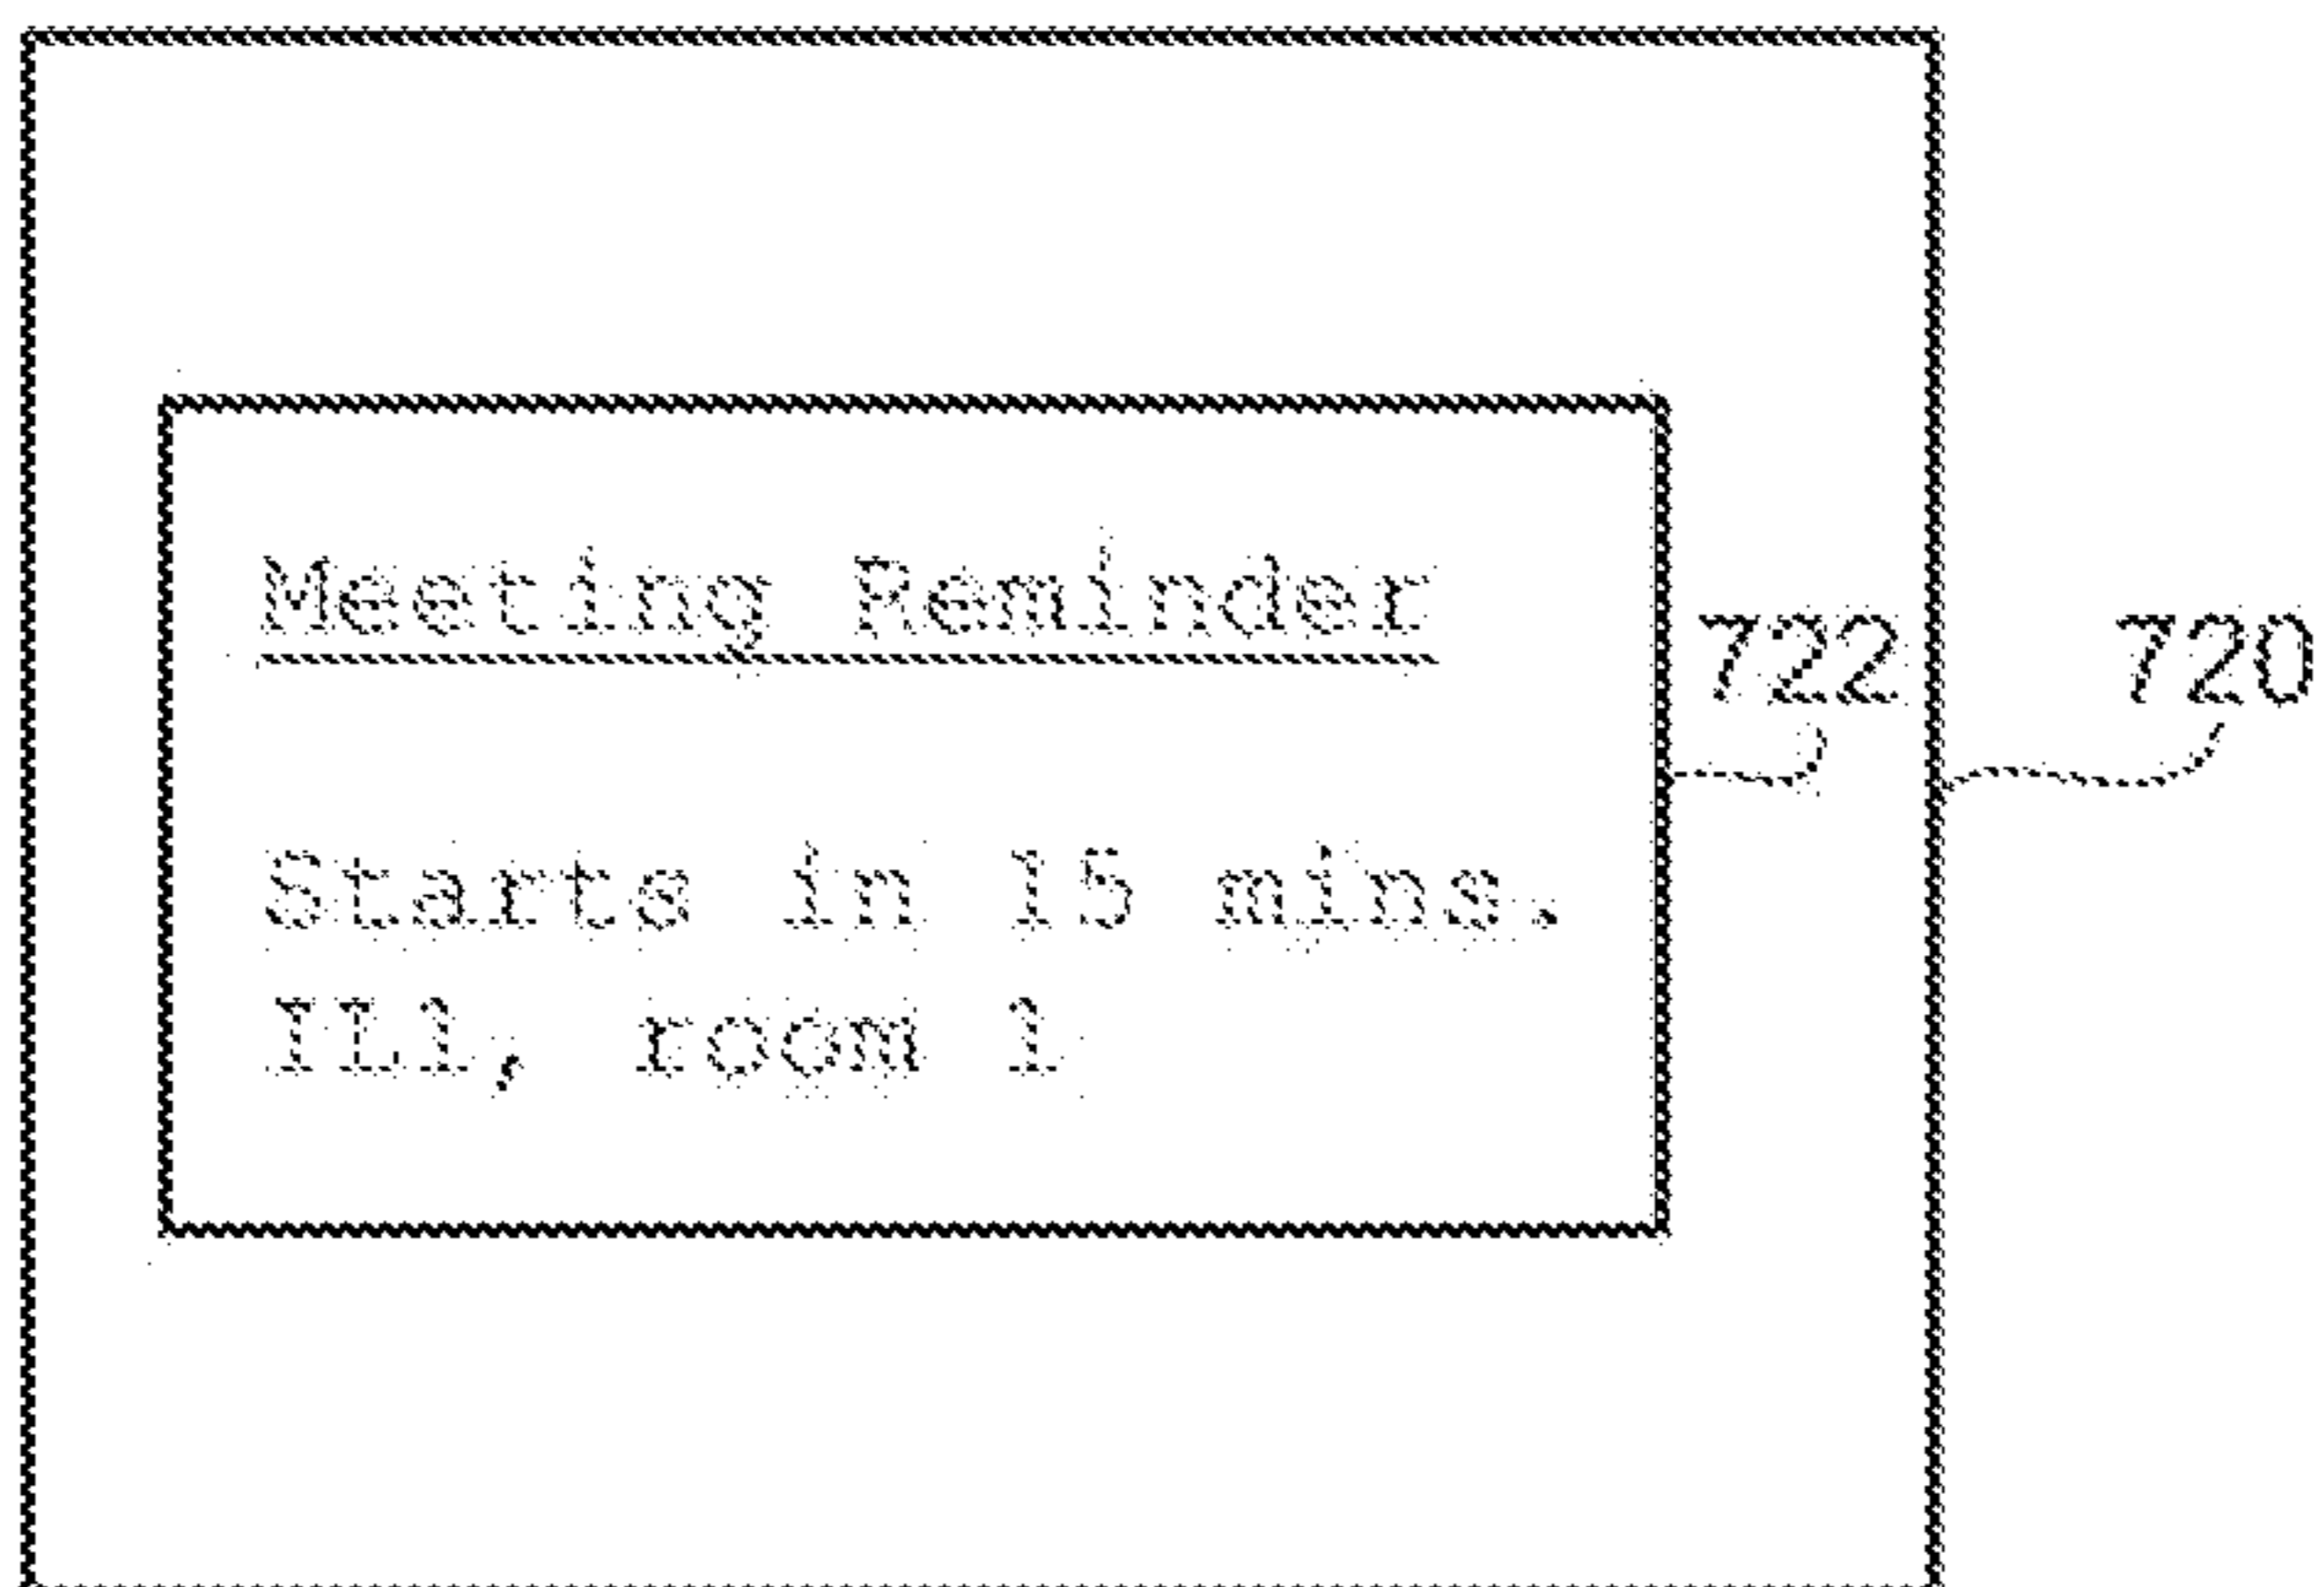 Meeting Reminder
722
720
Starts in 15 mins.
IL1, room 1